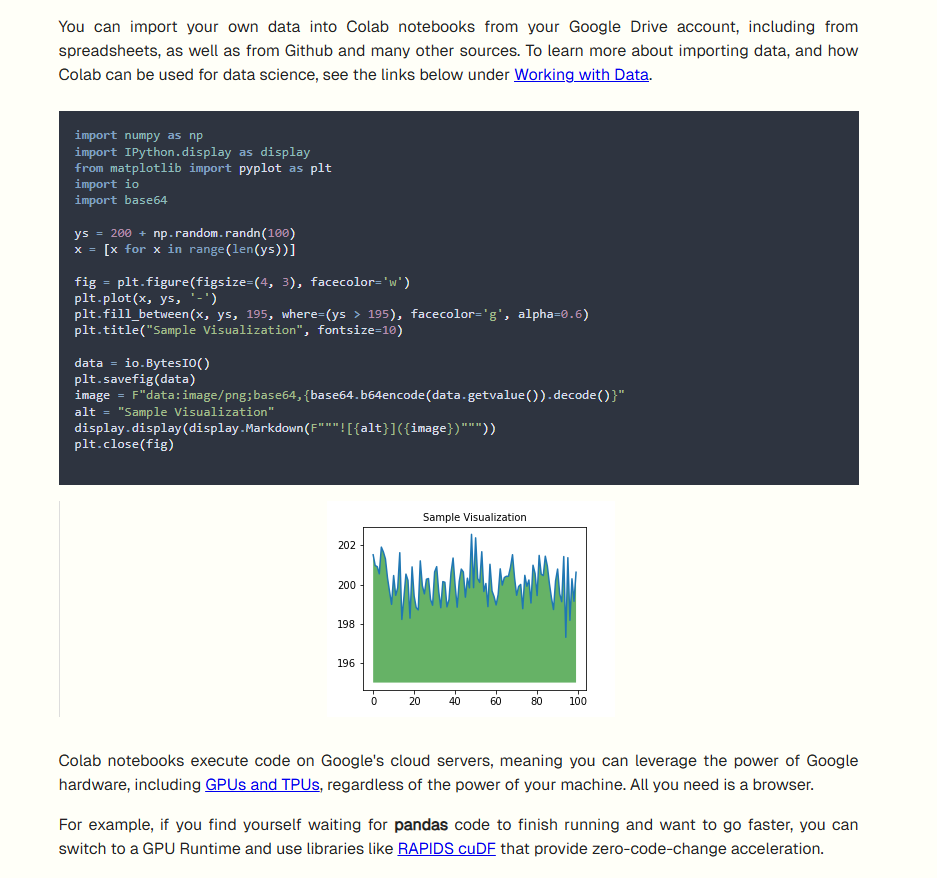 You can import your own data into Colab notebooks from your Google Drive account, including from
spreadsheets, as well as from Github and many other sources. To learn more about importing data, and how
Colab can be used for data science, see the links below under Working with Data.
import numpy as np
import IPython.display as display
from matplotlib import pyplot as plt
import io
import base64
ys = 200 + np.random.randn(100)
x = [x for x in range(len(ys))]
fig = plt.figure(figsize=(4, 3), facecolor='w')
plt.plot(x, ys, '-')
plt.fill_between(x, ys, 195, where=(ys > 195), facecolor='g', alpha=0.6)
plt.title("Sample Visualization", fontsize=10)
data = io.BytesIO()
plt.savefig(data)
image = F"data:image/png;base64,{base64.b64encode(data.getvalue()).decode()}"
alt = "Sample Visualization"
display.display(display.Markdown(F"""![{alt}]({image})"""))
plt.close(fig)
Sample Visualization
202
200
198
196
0 20 40 60 80 100
Colab notebooks execute code on Google's cloud servers, meaning you can leverage the power of Google
hardware, including GPUs and TPUs, regardless of the power of your machine. All you need is a browser.
For example, if you find yourself waiting for pandas code to finish running and want to go faster, you can
switch to a GPU Runtime and use libraries like RAPIDS cuDF that provide zero-code-change acceleration.